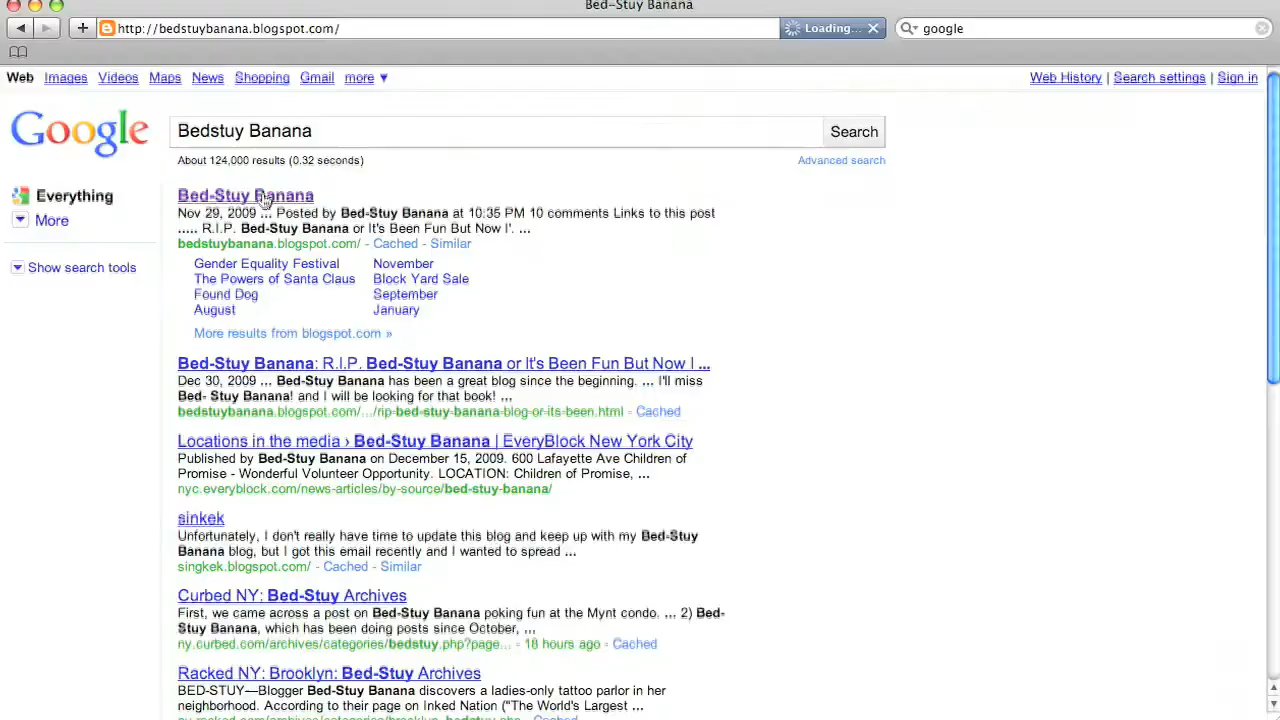 Bed-Stuy Banana
http://bedstuybanana.blogspot.com/ Loading... google
Web Images Videos Maps News Shopping Gmail more ▼ Web History | Search settings | Sign in
Google Bedstuy Banana Search
About 124,000 results (0.32 seconds) Advanced search
Everything
More
Show search tools
Bed-Stuy Banana
Nov 29, 2009 ... Posted by Bed-Stuy Banana at 10:35 PM 10 comments Links to this post
..... R.I.P. Bed-Stuy Banana or It's Been Fun But Now I'. ...
bedstuybanana.blogspot.com/ - Cached - Similar
Gender Equality Festival November
The Powers of Santa Claus Block Yard Sale
Found Dog September
August January
More results from blogspot.com »
Bed-Stuy Banana: R.I.P. Bed-Stuy Banana or It's Been Fun But Now I ...
Dec 30, 2009 ... Bed-Stuy Banana has been a great blog since the beginning. ... I'll miss
Bed- Stuy Banana! and I will be looking for that book! ...
bedstuybanana.blogspot.com/.../rip-bed-stuy-banana-blog-or-its-been.html - Cached
Locations in the media › Bed-Stuy Banana | EveryBlock New York City
Published by Bed-Stuy Banana on December 15, 2009. 600 Lafayette Ave Children of
Promise - Wonderful Volunteer Opportunity. LOCATION: Children of Promise, ...
nyc.everyblock.com/news-articles/by-source/bed-stuy-banana/
sinkek
Unfortunately, I don't really have time to update this blog and keep up with my Bed-Stuy
Banana blog, but I got this email recently and I wanted to spread ...
singkek.blogspot.com/ - Cached - Similar
Curbed NY: Bed-Stuy Archives
First, we came across a post on Bed-Stuy Banana poking fun at the Mynt condo. ... 2) Bed-
Stuy Banana, which has been doing posts since October, ...
ny.curbed.com/archives/categories/bedstuy.php?page... - 18 hours ago - Cached
Racked NY: Brooklyn: Bed-Stuy Archives
BED-STUY—Blogger Bed-Stuy Banana discovers a ladies-only tattoo parlor in her
neighborhood. According to their page on Inked Nation ("The World's Largest ...